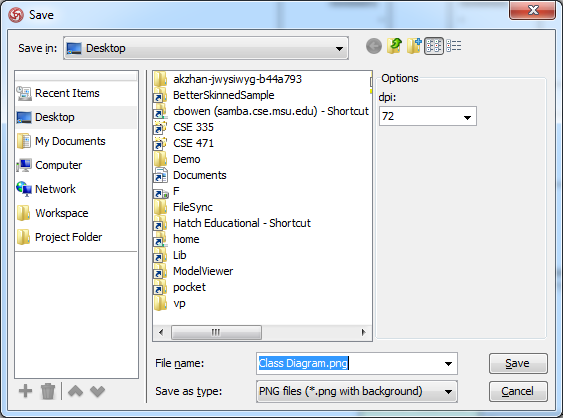 Save
Save in:
Desktop
Recent Items
Desktop
My Documents
Computer
Network
Workspace
Project Folder
akzhan-jwysiwyg-b44a793
BetterSkinnedSample
cbowen (samba.cse.msu.edu) - Shortcut
CSE 335
CSE 471
Demo
Documents
F
FileSync
Hatch Educational - Shortcut
home
Lib
ModelViewer
pocket
vp
Options
dpi:
72
File name:
Class Diagram.png
Save
Save as type:
PNG files (*.png with background)
Cancel